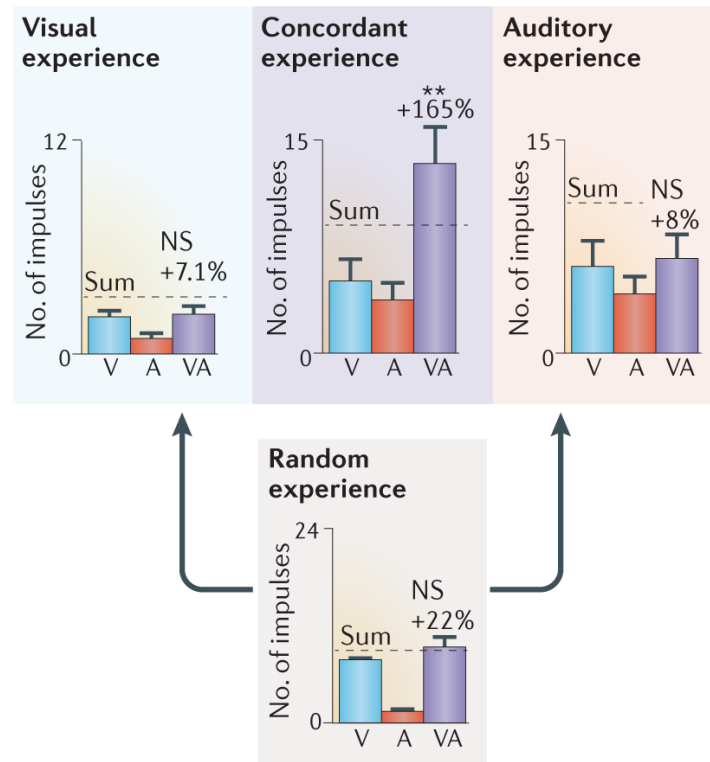 Visual
experience
12
No. of impulses
NS
+7.1%
Sum
0
V A VA
Concordant
experience
**
+165%
15
No. of impulses
Sum
0
V A VA
Auditory
experience
15
No. of impulses
Sum
NS
+8%
0
V A VA
Random
experience
24
No. of impulses
NS
+22%
Sum
0
V A VA